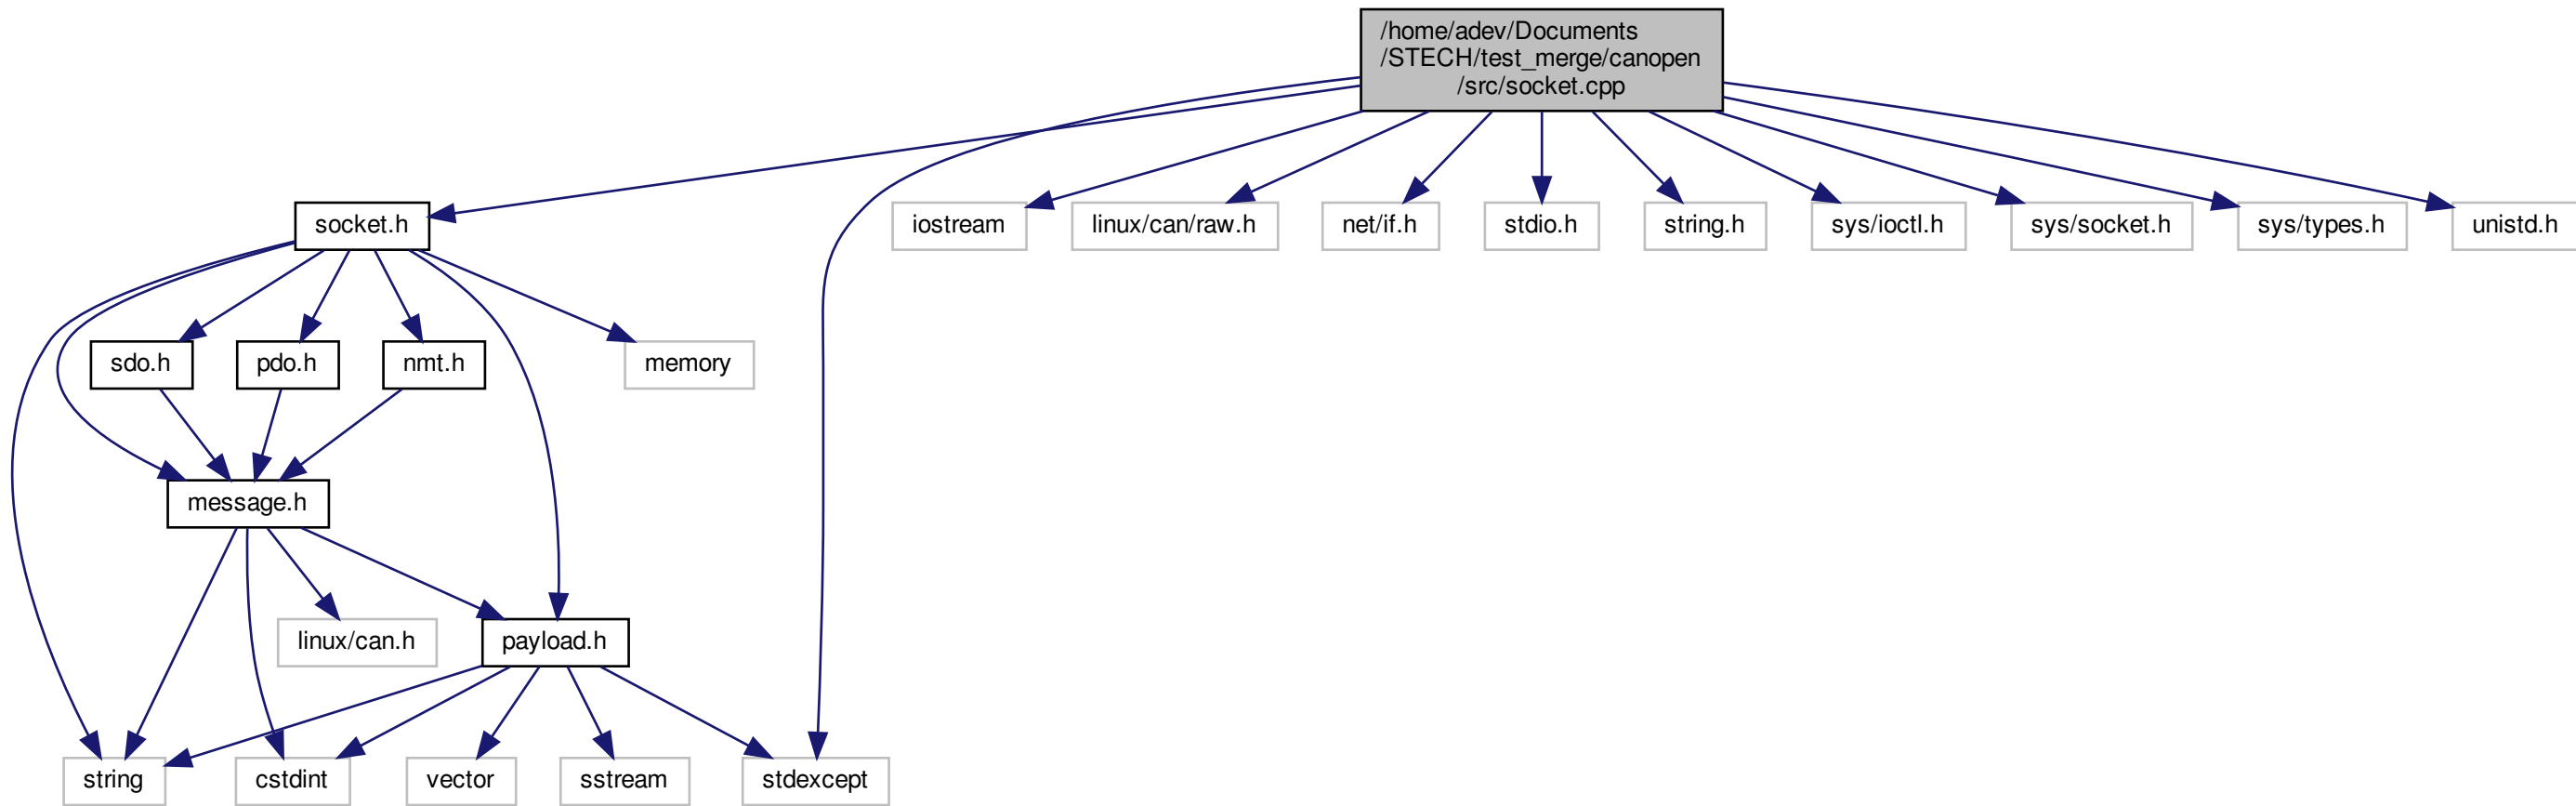 /home/adev/Documents
/STECH/test_merge/canopen
/src/socket.cpp
socket.h
iostream
linux/can/raw.h
net/if.h
stdio.h
string.h
sys/ioctl.h
sys/socket.h
sys/types.h
unistd.h
sdo.h
pdo.h
nmt.h
memory
message.h
linux/can.h
payload.h
string
cstdint
vector
sstream
stdexcept